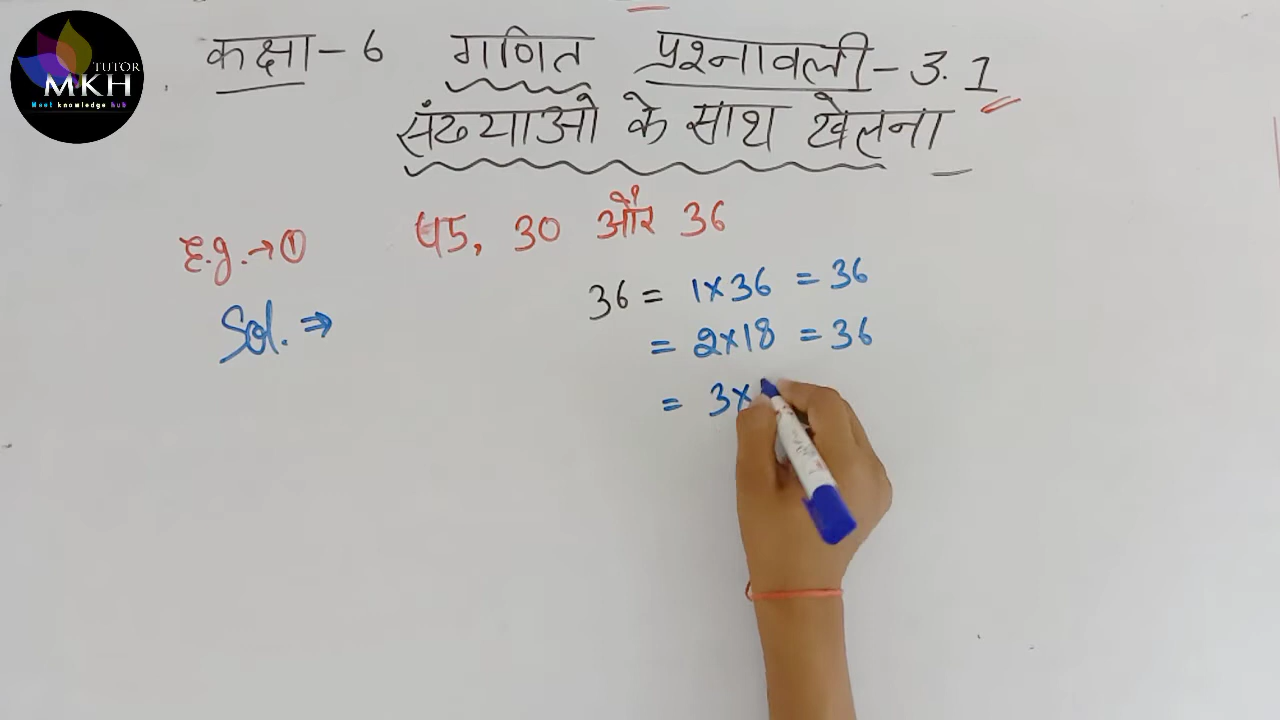 TUTOR
MKH
Meet knowledge hub
कक्षा - 6 गणित प्रश्नावली - 3.1
संख्याओ के साथ खेलना
E.g. → ① 45, 30 और 36
Sol. ⇒ 36 = 1×36 = 36
= 2×18 = 36
= 3×